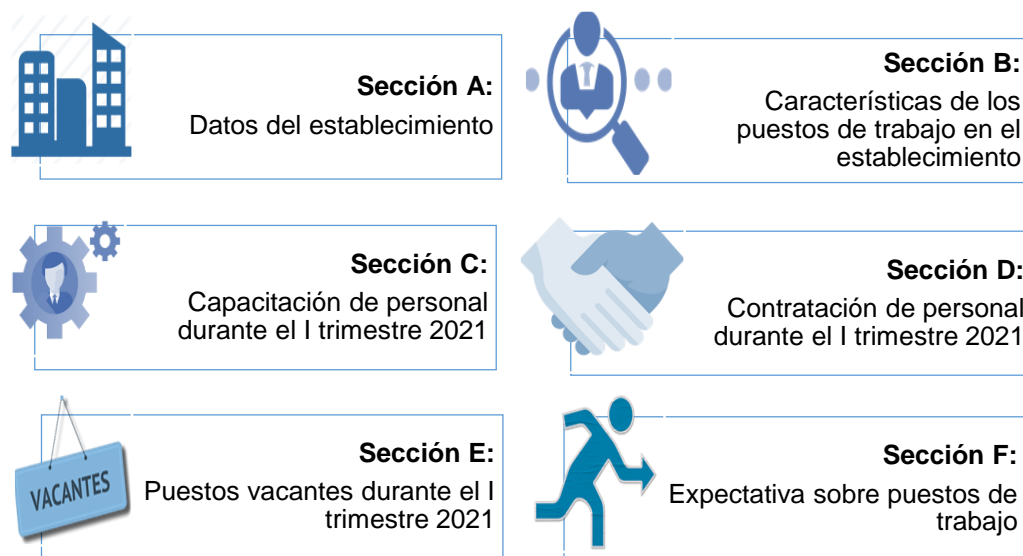 Sección A:
Datos del establecimiento
Sección B:
Características de los
puestos de trabajo en el
establecimiento
Sección C:
Capacitación de personal
durante el I trimestre 2021
Sección D:
Contratación de personal
durante el I trimestre 2021
VACANTES
Sección E:
Puestos vacantes durante el I
trimestre 2021
Sección F:
Expectativa sobre puestos de
trabajo